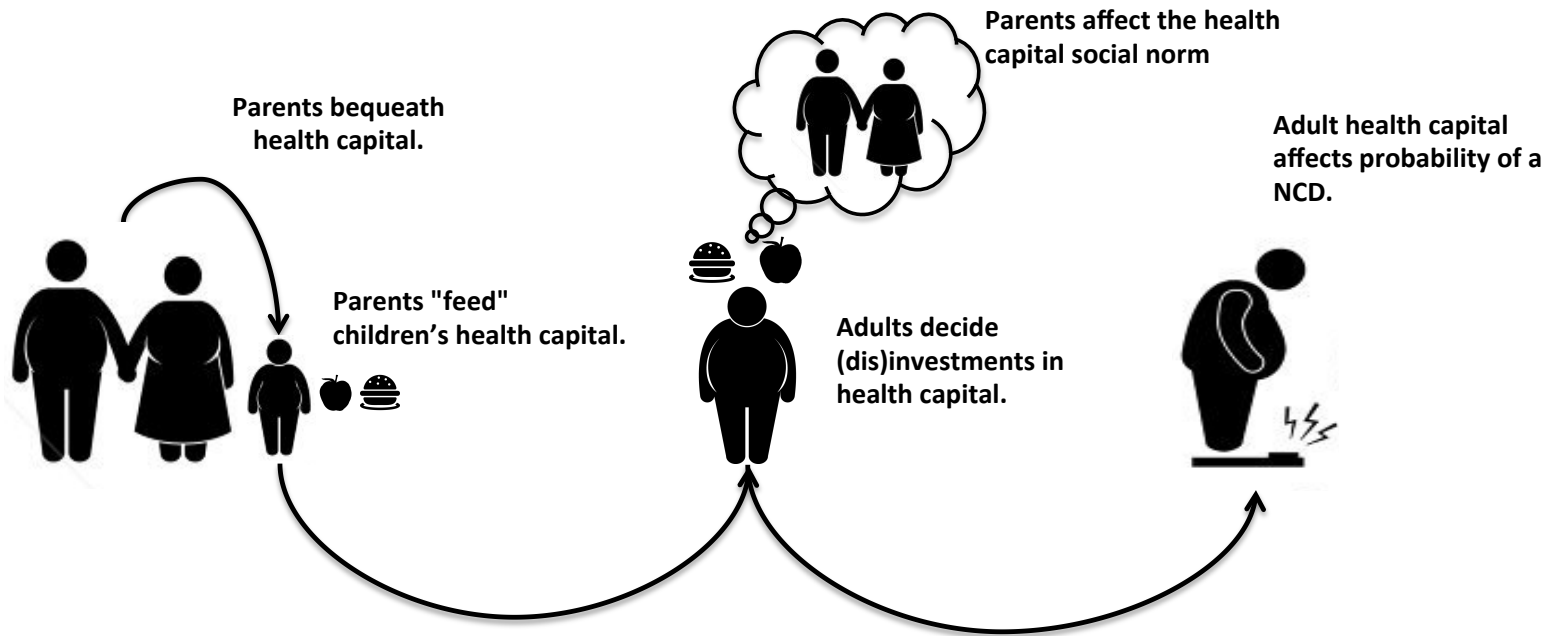 Parents affect the health
capital social norm
Parents bequeath
health capital.
Adult health capital
affects probability of a
NCD.
Parents "feed"
children’s health capital.
Adults decide
(dis)investments in
health capital.